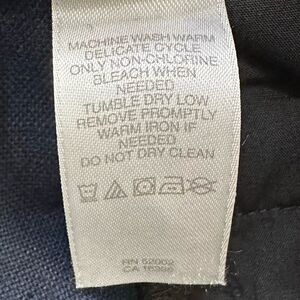 MACHINE WASH WARM
DELICATE CYCLE
ONLY NON-CHLORINE
BLEACH WHEN
NEEDED
TUMBLE DRY LOW
REMOVE PROMPTLY
WARM IRON IF
NEEDED
DO NOT DRY CLEAN
RN
CA